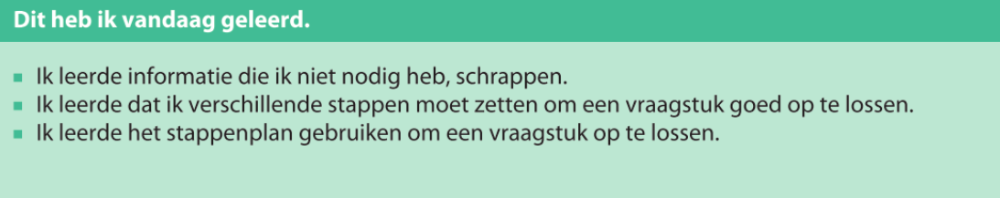 Dit heb ik vandaag geleerd.
▪ Ik leerde informatie die ik niet nodig heb, schrappen.
▪ Ik leerde dat ik verschillende stappen moet zetten om een vraagstuk goed op te lossen.
▪ Ik leerde het stappenplan gebruiken om een vraagstuk op te lossen.